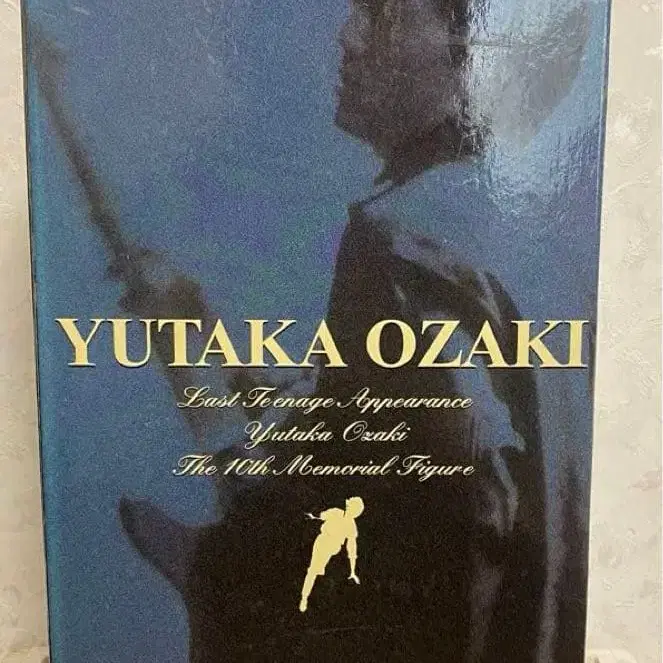 YUTAKA OZAKI
Last Teenage Appearance
Yutaka Ozaki
The 10th Memorial Figure